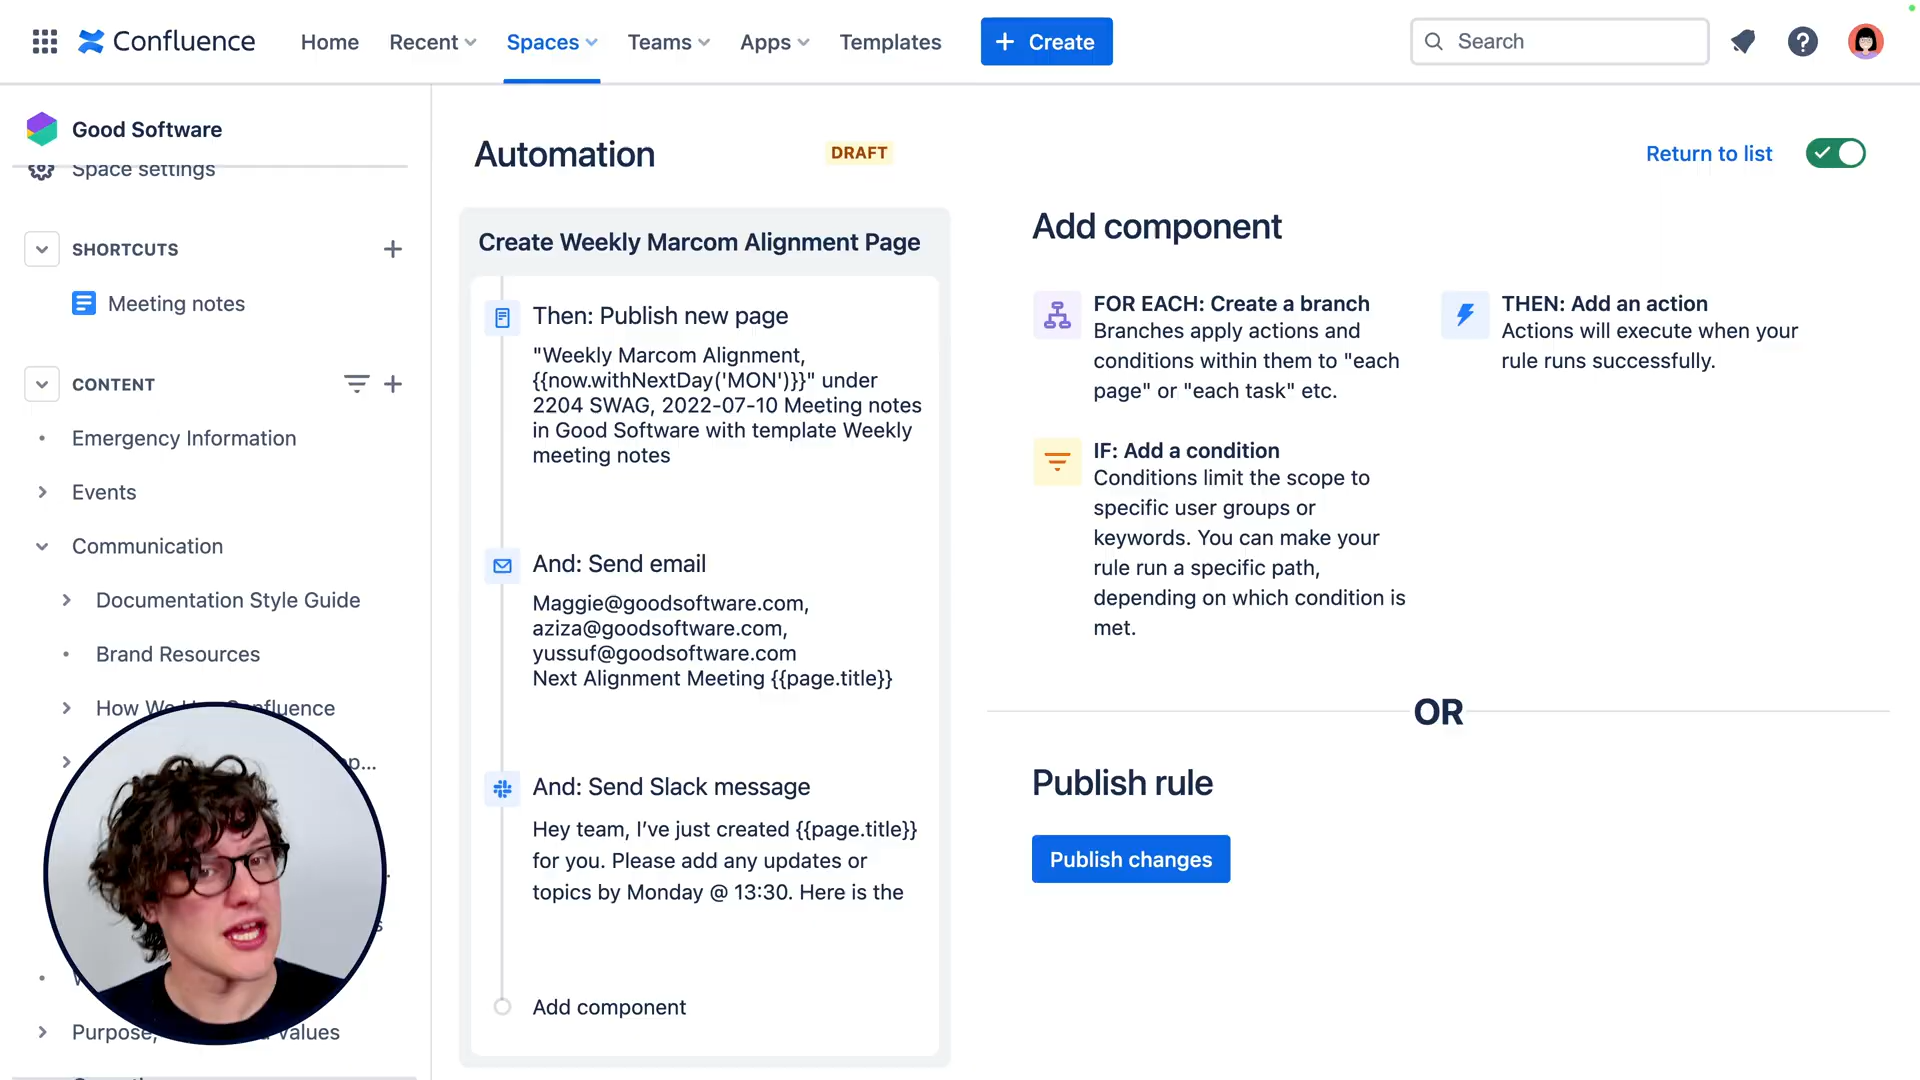 Confluence
Home
Recent
Spaces
Teams
Apps
Templates
+ Create
Search
Good Software
Space settings
SHORTCUTS
Meeting notes
CONTENT
Emergency Information
Events
Communication
Documentation Style Guide
Brand Resources
How We Use Confluence
p...
Purpose, values
Automation
DRAFT
Return to list
Create Weekly Marcom Alignment Page
Then: Publish new page
"Weekly Marcom Alignment,
{{now.withNextDay('MON')}}" under
2204 SWAG, 2022-07-10 Meeting notes
in Good Software with template Weekly
meeting notes
And: Send email
Maggie@goodsoftware.com,
aziza@goodsoftware.com,
yussuf@goodsoftware.com
Next Alignment Meeting {{page.title}}
And: Send Slack message
Hey team, I’ve just created {{page.title}}
for you. Please add any updates or
topics by Monday @ 13:30. Here is the
Add component
Add component
FOR EACH: Create a branch
Branches apply actions and
conditions within them to "each
page" or "each task" etc.
THEN: Add an action
Actions will execute when your
rule runs successfully.
IF: Add a condition
Conditions limit the scope to
specific user groups or
keywords. You can make your
rule run a specific path,
depending on which condition is
met.
OR
Publish rule
Publish changes